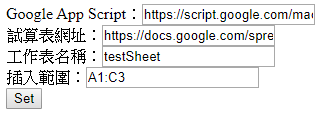 Google App Script：https://script.google.com/mac
試算表網址：https://docs.google.com/spre
工作表名稱：testSheet
插入範圍：A1:C3
Set